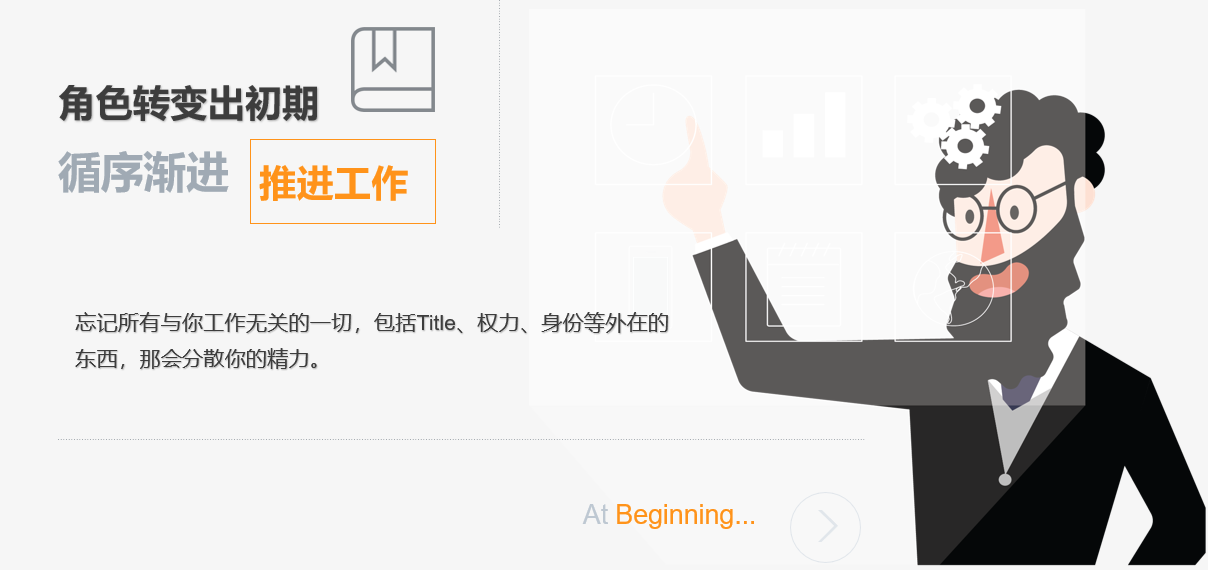 角色转变出初期
循序渐进 推进工作
忘记所有与你工作无关的一切，包括Title、权力、身份等外在的
东西，那会分散你的精力。
At Beginning...